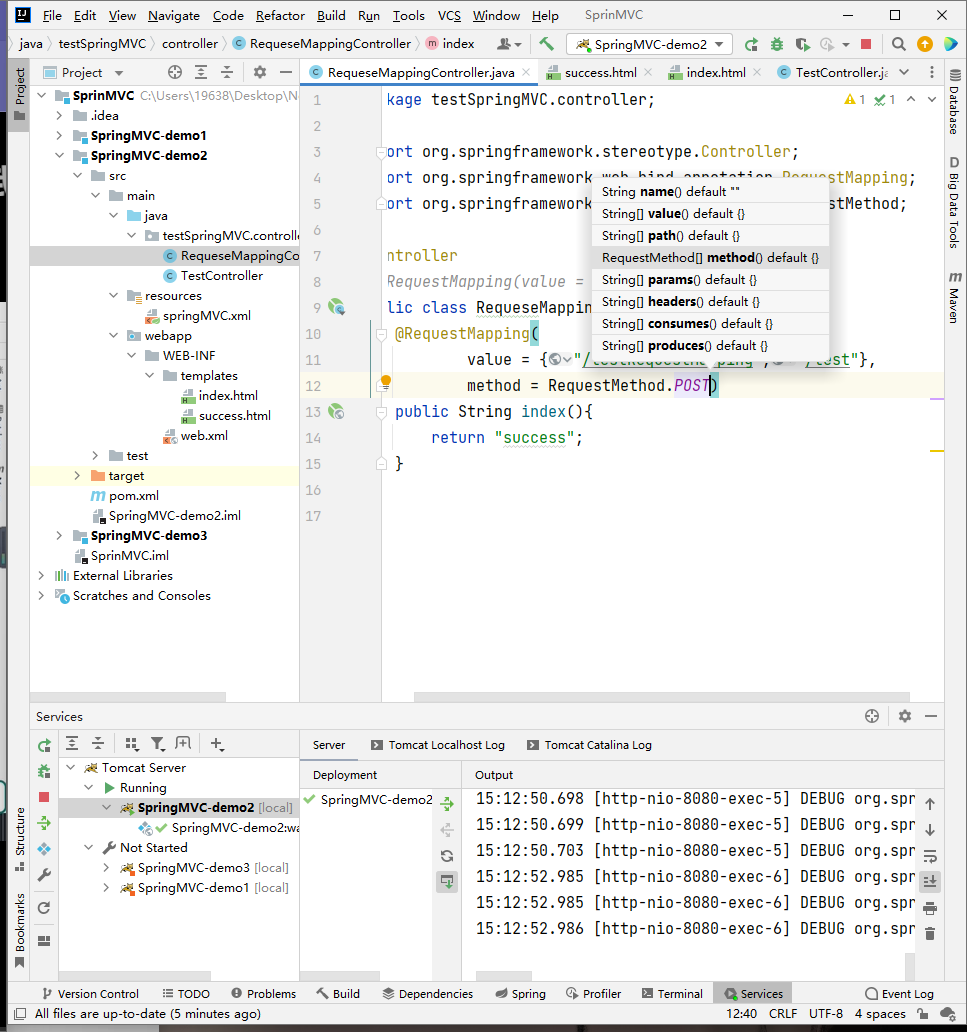 File Edit View Navigate Code Refactor Build Run Tools VCS Window Help SprinMVC
java testSpringMVC controller RequeseMappingController index SpringMVC-demo2
Project
Project
RequeseMappingController.java success.html index.html TestController.ja
SprinMVC C:\Users\19638\Desktop\N
.idea
SpringMVC-demo1
SpringMVC-demo2
src
main
java
testSpringMVC.controlle
RequeseMappingCo
TestController
resources
springMVC.xml
webapp
WEB-INF
templates
index.html
success.html
web.xml
test
target
pom.xml
SpringMVC-demo2.iml
SpringMVC-demo3
SprinMVC.iml
External Libraries
Scratches and Consoles
1 kage testSpringMVC.controller;
1 1
2
3 ort org.springframework.stereotype.Controller;
4 ort org.springframework.web.bind.annotation.RequestMapping;
5 ort org.springframework estMethod;
6
7 ntroller
8 RequestMapping(value =
9 lic class RequeseMappin
10 @RequestMapping(
11 value = { "/testRequestMapping", "/test"},
12 method = RequestMethod.POST)
13 public String index(){
14 return "success";
15 }
16
17
String name() default ""
String[] value() default {}
String[] path() default {}
RequestMethod[] method() default {}
String[] params() default {}
String[] headers() default {}
String[] consumes() default {}
String[] produces() default {}
Database
Big Data Tools
Maven
Services
Tomcat Server
Running
SpringMVC-demo2 [local]
SpringMVC-demo2:wa
Not Started
SpringMVC-demo3 [local]
SpringMVC-demo1 [local]
Structure
Bookmarks
Server Tomcat Localhost Log Tomcat Catalina Log
Deployment Output
SpringMVC-demo2
15:12:50.698 [http-nio-8080-exec-5] DEBUG org.spr
15:12:50.699 [http-nio-8080-exec-5] DEBUG org.spr
15:12:50.703 [http-nio-8080-exec-5] DEBUG org.spr
15:12:52.985 [http-nio-8080-exec-6] DEBUG org.spr
15:12:52.985 [http-nio-8080-exec-6] DEBUG org.spr
15:12:52.986 [http-nio-8080-exec-6] DEBUG org.spr
Version Control TODO Problems Build Dependencies Spring Profiler Terminal Services Event Log
All files are up-to-date (5 minutes ago) 12:40 CRLF UTF-8 4 spaces